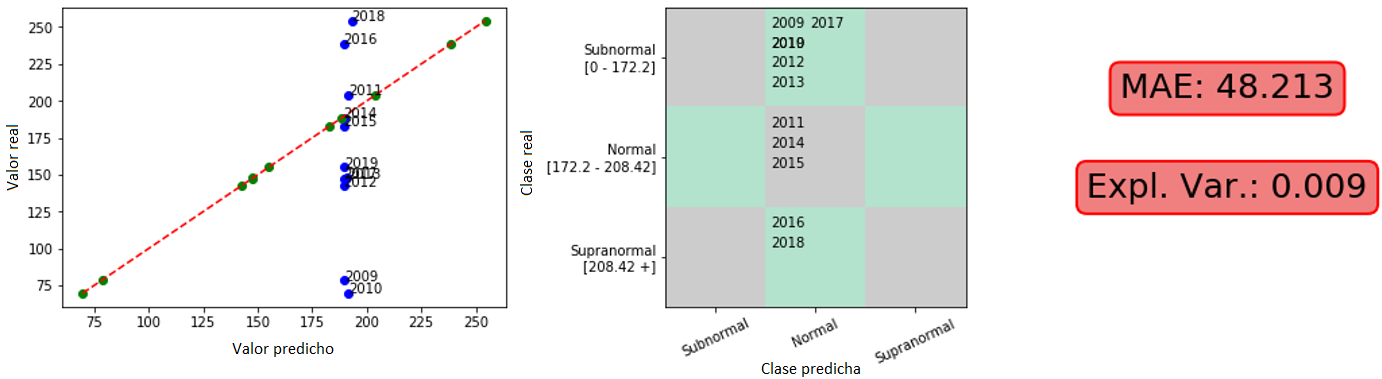 250
225
200
175
150
125
100
75
75
100
125
150
175
200
225
250
Valor real
Valor predicho
2018
2016
2011
2014
2015
2019
2012
2009
2010
Clase real
Subnormal
[0 - 172.2]
Normal
[172.2 - 208.42]
Supranormal
[208.42 +]
2009 2017
2012
2013
2011
2014
2015
2016
2018
Subnormal
Normal
Supranormal
Clase predicha
MAE: 48.213
Expl. Var.: 0.009